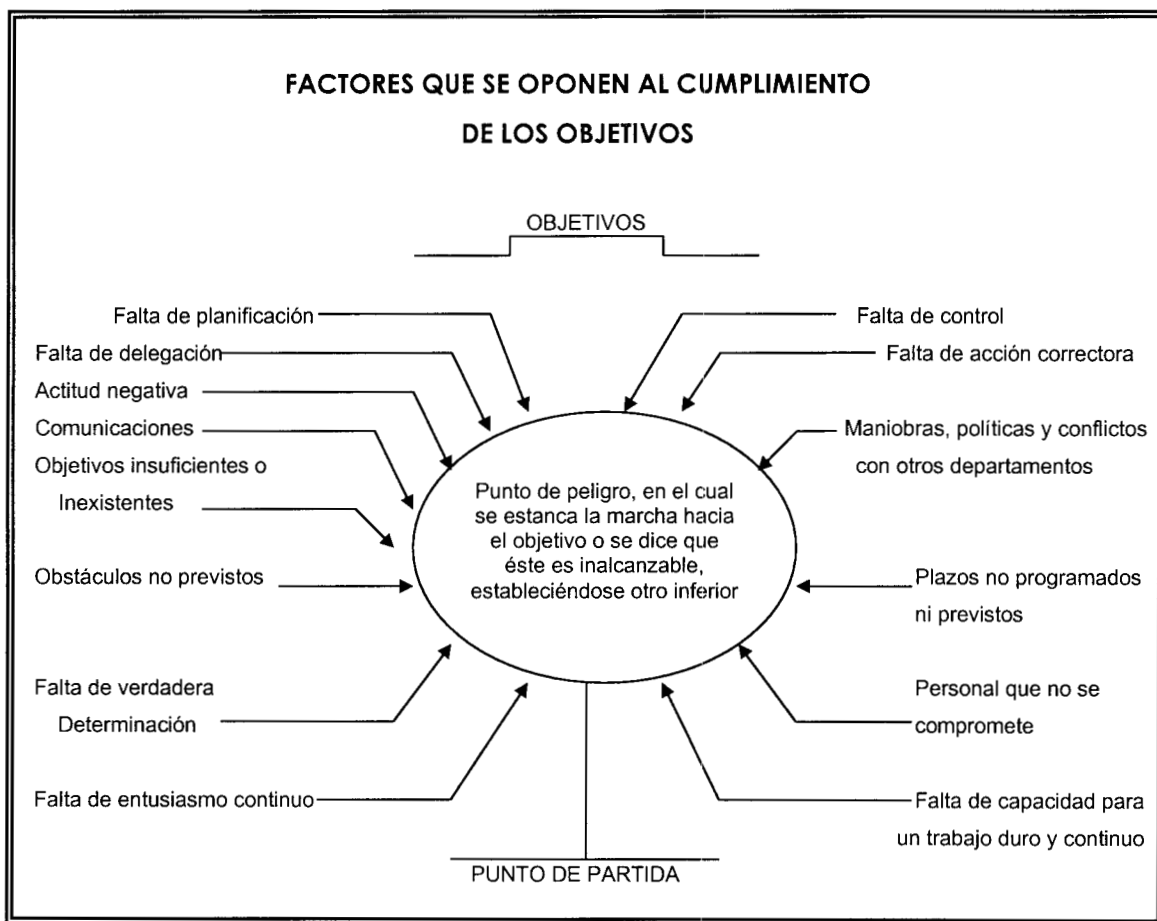 FACTORES QUE SE OPONEN AL CUMPLIMIENTO
DE LOS OBJETIVOS
OBJETIVOS
Falta de planificación
Falta de delegación
Actitud negativa
Comunicaciones
Objetivos insuficientes o
Inexistentes
Obstáculos no previstos
Falta de verdadera
Determinación
Falta de entusiasmo continuo
Punto de peligro, en el cual
se estanca la marcha hacia
el objetivo o se dice que
éste es inalcanzable,
estableciéndose otro inferior
Falta de control
Falta de acción correctora
Maniobras, políticas y conflictos
con otros departamentos
Plazos no programados
ni previstos
Personal que no se
compromete
Falta de capacidad para
un trabajo duro y continuo
PUNTO DE PARTIDA